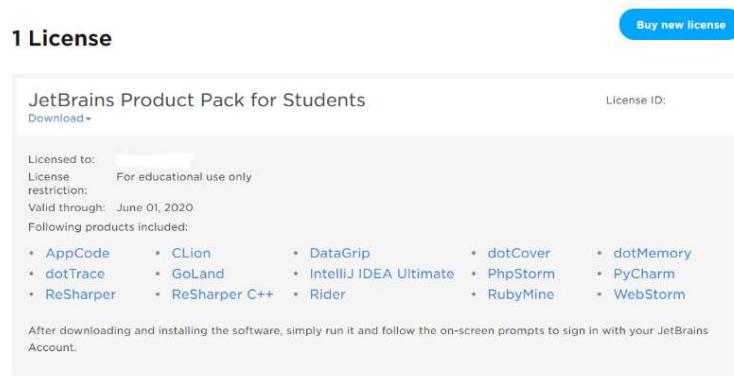 Buy new license
1 License
JetBrains Product Pack for Students
License ID:
Download
Licensed to:
License restriction: For educational use only
Valid through: June 01, 2020
Following products included:
• AppCode • CLion • DataGrip • dotCover • dotMemory
• dotTrace • GoLand • IntelliJ IDEA Ultimate • PhpStorm • PyCharm
• ReSharper • ReSharper C++ • Rider • RubyMine • WebStorm
After downloading and installing the software, simply run it and follow the on-screen prompts to sign in with your JetBrains
Account.